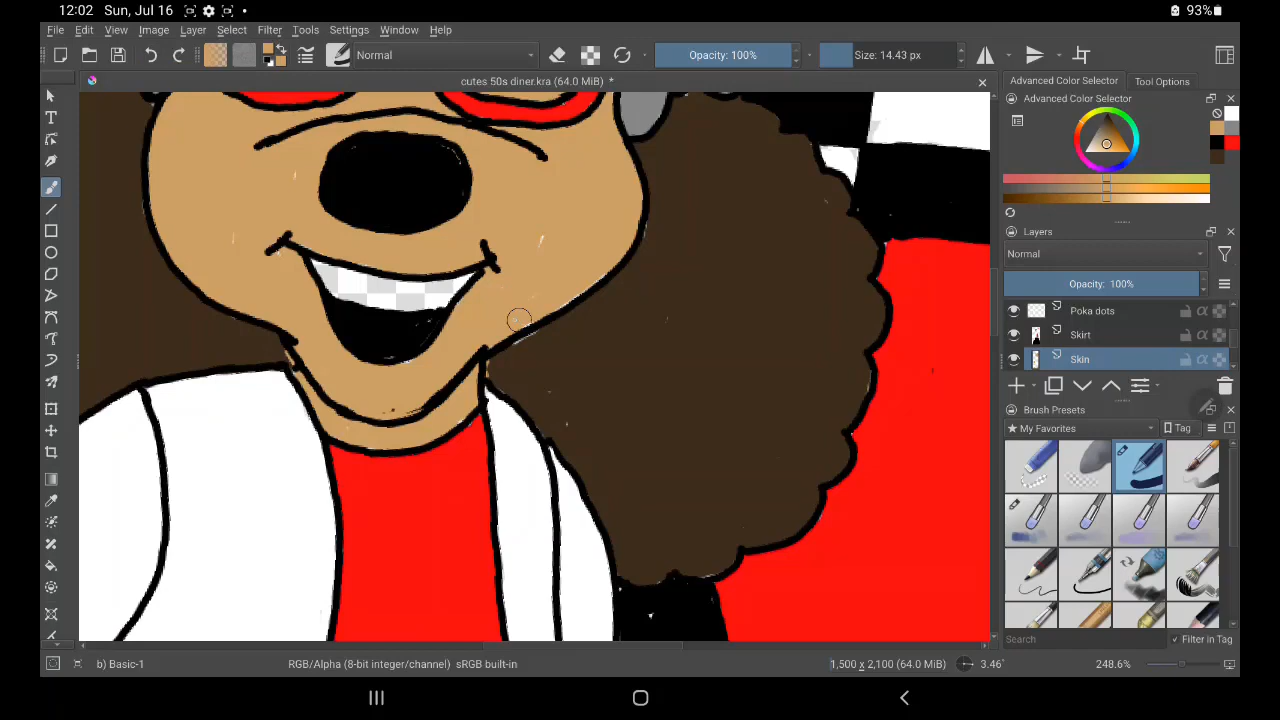 12:02 Sun, Jul 16
93%
File Edit View Image Layer Select Filter Tools Settings Window Help
Normal
Opacity: 100%
Size: 14.43 px
cutes 50s diner.kra (64.0 MiB) *
Advanced Color Selector
Tool Options
Advanced Color Selector
Layers
Normal
Opacity: 100%
Poka dots
Skirt
Skin
Brush Presets
My Favorites
Tag
Search
Filter in Tag
b) Basic-1
RGB/Alpha (8-bit integer/channel) sRGB built-in
1,500 x 2,100 (64.0 MiB)
3.46°
248.6%